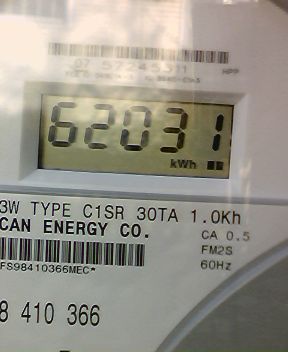 62031
kWh
3W TYPE C1SR 30TA 1.0Kh
CAN ENERGY CO.
CA 0.5
FM2S
60Hz
FS98410366MEC*
8 410 366